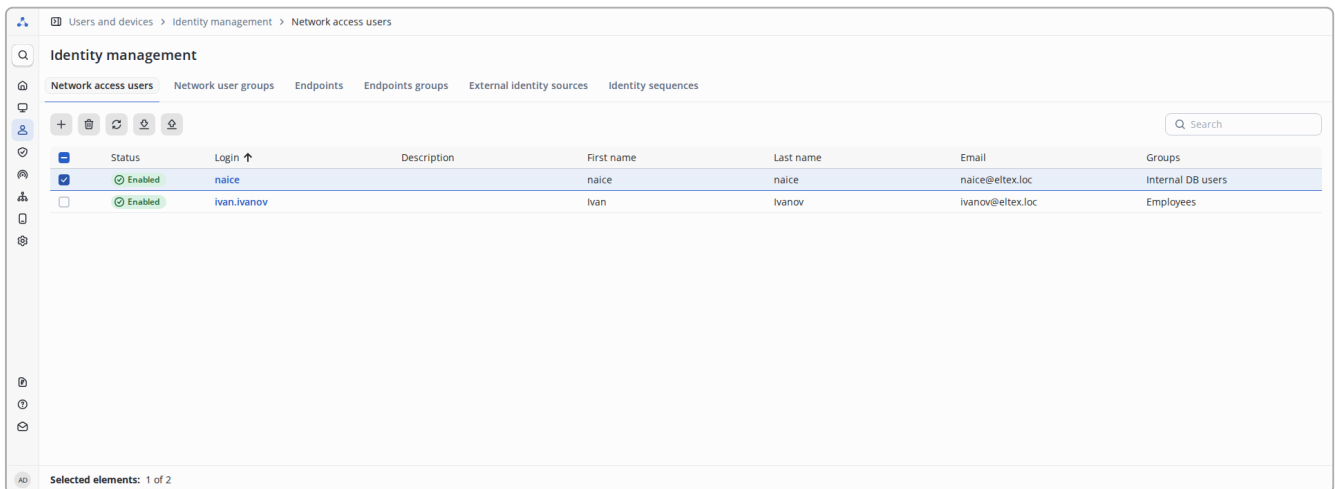 Users and devices > Identity management > Network access users
Identity management
Network access users Network user groups Endpoints Endpoints groups External identity sources Identity sequences
Search
Status Login ↑ Description First name Last name Email Groups
Enabled naice naice naice naice@eltex.loc Internal DB users
Enabled ivan.ivanov Ivan Ivanov ivanov@eltex.loc Employees
AD Selected elements: 1 of 2